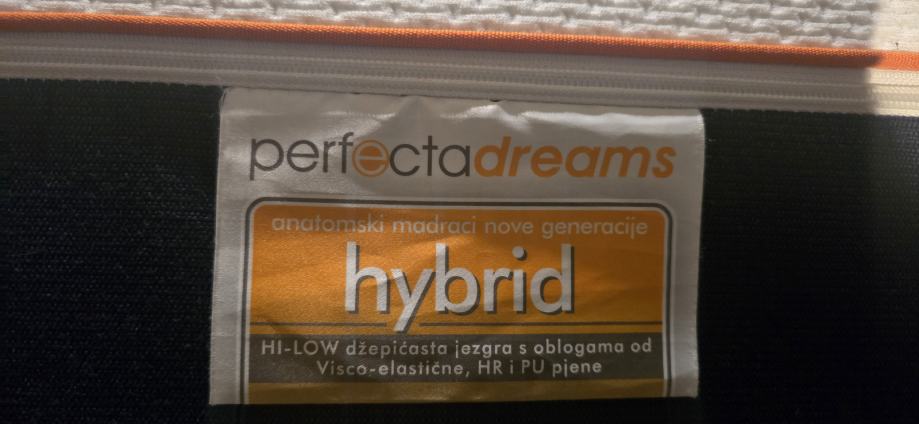 perfectadreams
anatomski madraci nove generacije
hybrid
HI-LOW džepićasta jezgra s oblogama od
Visco-elastične, HR i PU pjene